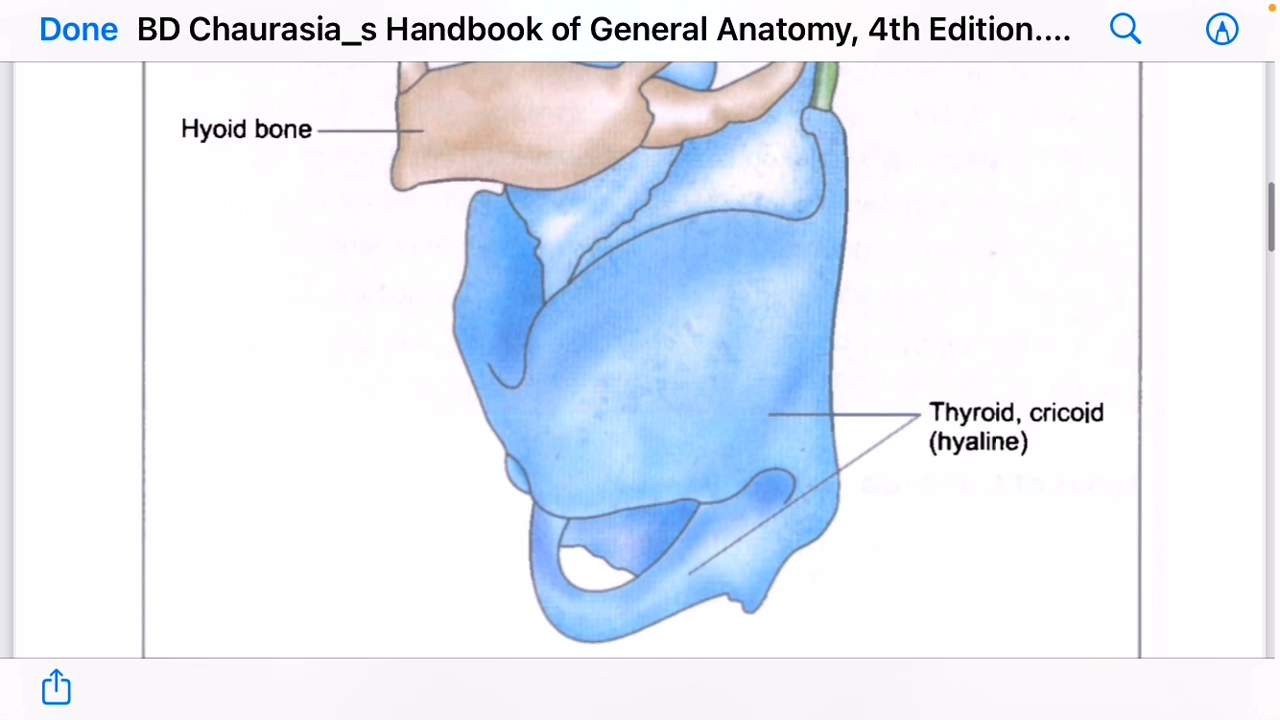 Done BD Chaurasia_s Handbook of General Anatomy, 4th Edition....
Hyoid bone
Thyroid, cricoid
(hyaline)